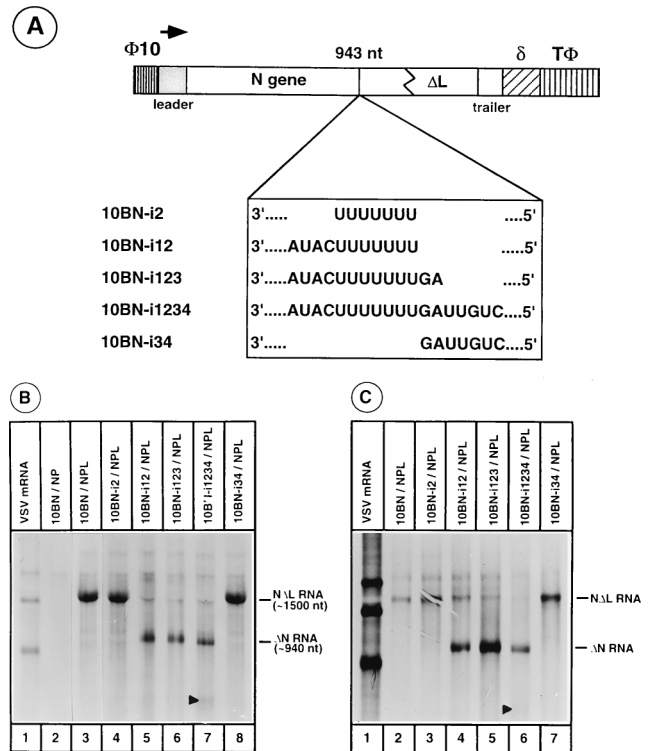 A
Φ10
943 nt
δ
TΦ
N gene
ΔL
leader
trailer
10BN-i2 3'..... UUUUUUU ....5'
10BN-i12 3'.....AUACUUUUUUU .....5'
10BN-i123 3'.....AUACUUUUUUUGA ....5'
10BN-i1234 3'.....AUACUUUUUUUGAUUGUC....5'
10BN-i34 3'..... GAUUGUC....5'
B
VSV mRNA
10BN / NP
10BN / NPL
10BN-i2 / NPL
10BN-i12 / NPL
10BN-i123 / NPL
10B'I-i1234 / NPL
10BN-i34 / NPL
NΔL RNA
(~1500 nt)
ΔN RNA
(~940 nt)
1 2 3 4 5 6 7 8
C
VSV mRNA
10BN / NPL
10BN-i2 / NPL
10BN-i12 / NPL
10BN-i123 / NPL
10BN-i1234 / NPL
10BN-i34 / NPL
NΔL RNA
ΔN RNA
1 2 3 4 5 6 7